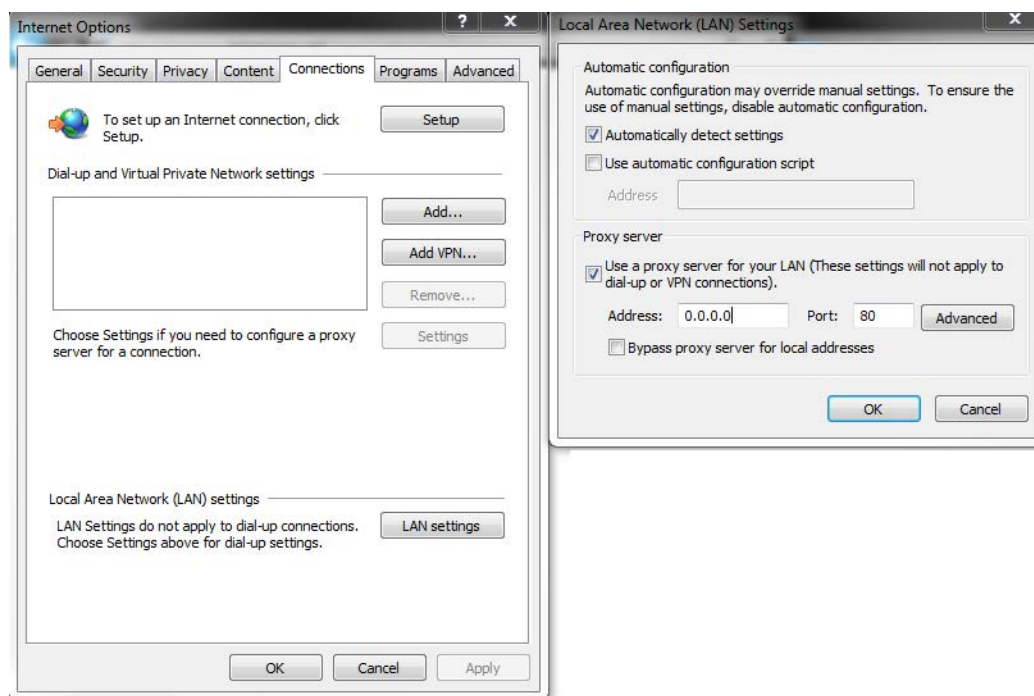 Internet Options
?
X
General Security Privacy Content Connections Programs Advanced
To set up an Internet connection, click
Setup.
Setup
Dial-up and Virtual Private Network settings
Add...
Add VPN...
Remove...
Choose Settings if you need to configure a proxy
server for a connection.
Settings
Local Area Network (LAN) settings
LAN Settings do not apply to dial-up connections.
Choose Settings above for dial-up settings.
LAN settings
OK Cancel Apply
Local Area Network (LAN) Settings
X
Automatic configuration
Automatic configuration may override manual settings. To ensure the
use of manual settings, disable automatic configuration.
Automatically detect settings
Use automatic configuration script
Address
Proxy server
Use a proxy server for your LAN (These settings will not apply to
dial-up or VPN connections).
Address: 0.0.0.0 Port: 80 Advanced
Bypass proxy server for local addresses
OK Cancel